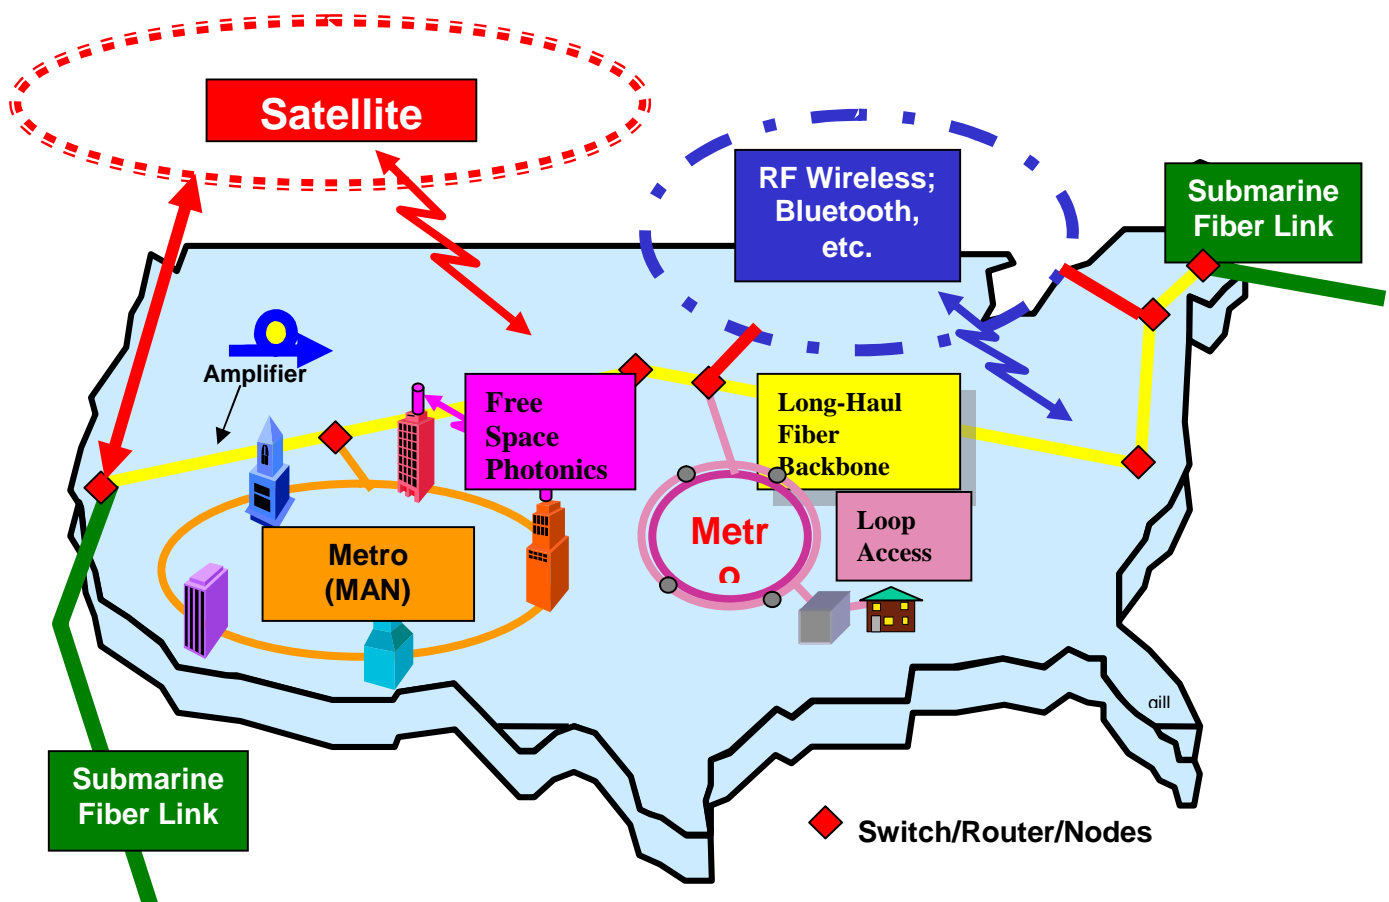 Satellite
RF Wireless;
Bluetooth,
etc.
Submarine
Fiber Link
Amplifier
Free
Space
Photonics
Long-Haul
Fiber
Backbone
Loop
Access
Metr
o
Metro
(MAN)
gill
Submarine
Fiber Link
Switch/Router/Nodes